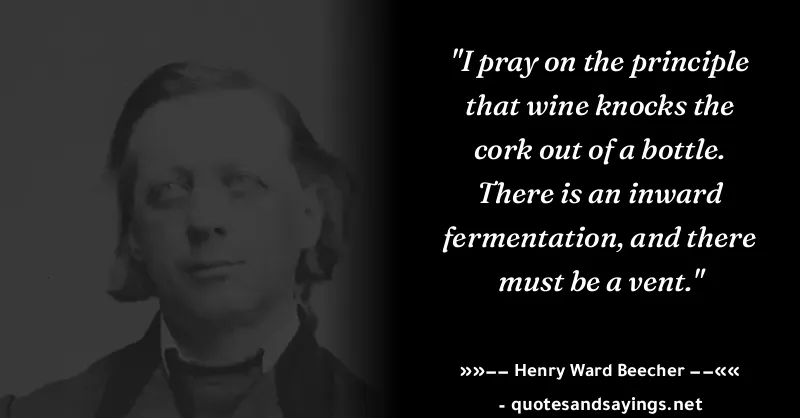 "I pray on the principle
that wine knocks the
cork out of a bottle.
There is an inward
fermentation, and there
must be a vent."
»»–– Henry Ward Beecher ––««
- quotesandsayings.net